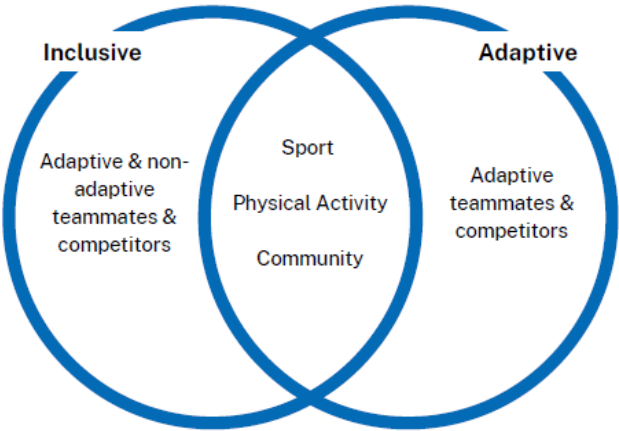 Inclusive
Adaptive
Adaptive & non-
adaptive
teammates &
competitors
Sport
Physical Activity
Community
Adaptive
teammates &
competitors